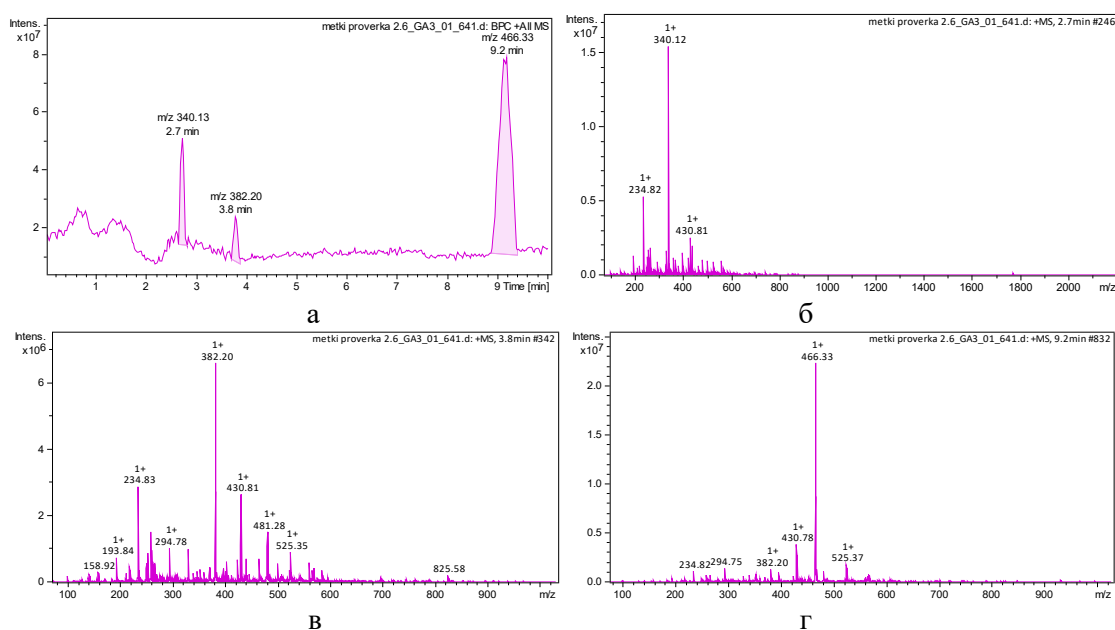 Intens.
x10⁷
metki proverka 2.6_GA3_01_641.d: BPC +All MS
m/z 466.33
9.2 min
m/z 340.13
2.7 min
m/z 382.20
3.8 min
8
6
4
2
1 2 3 4 5 6 7 8 9 Time [min]
а
Intens.
x10⁷
metki proverka 2.6_GA3_01_641.d: +MS, 2.7min #246
1+
340.12
1+
234.82
1+
430.81
1.5
1.0
0.5
0.0
200 400 600 800 1000 1200 1400 1600 1800 2000 m/z
б
Intens.
x10⁶
metki proverka 2.6_GA3_01_641.d: +MS, 3.8min #342
1+
382.20
1+
234.83
1+
430.81
1+
481.28
1+
525.35
1+
294.78
1+
193.84
158.92
825.58
6
4
2
0
100 200 300 400 500 600 700 800 900 m/z
в
Intens.
x10⁷
metki proverka 2.6_GA3_01_641.d: +MS, 9.2min #832
1+
466.33
1+
430.78
1+
525.37
1+
382.20
294.75
234.82
2.0
1.5
1.0
0.5
0.0
100 200 300 400 500 600 700 800 900 m/z
г